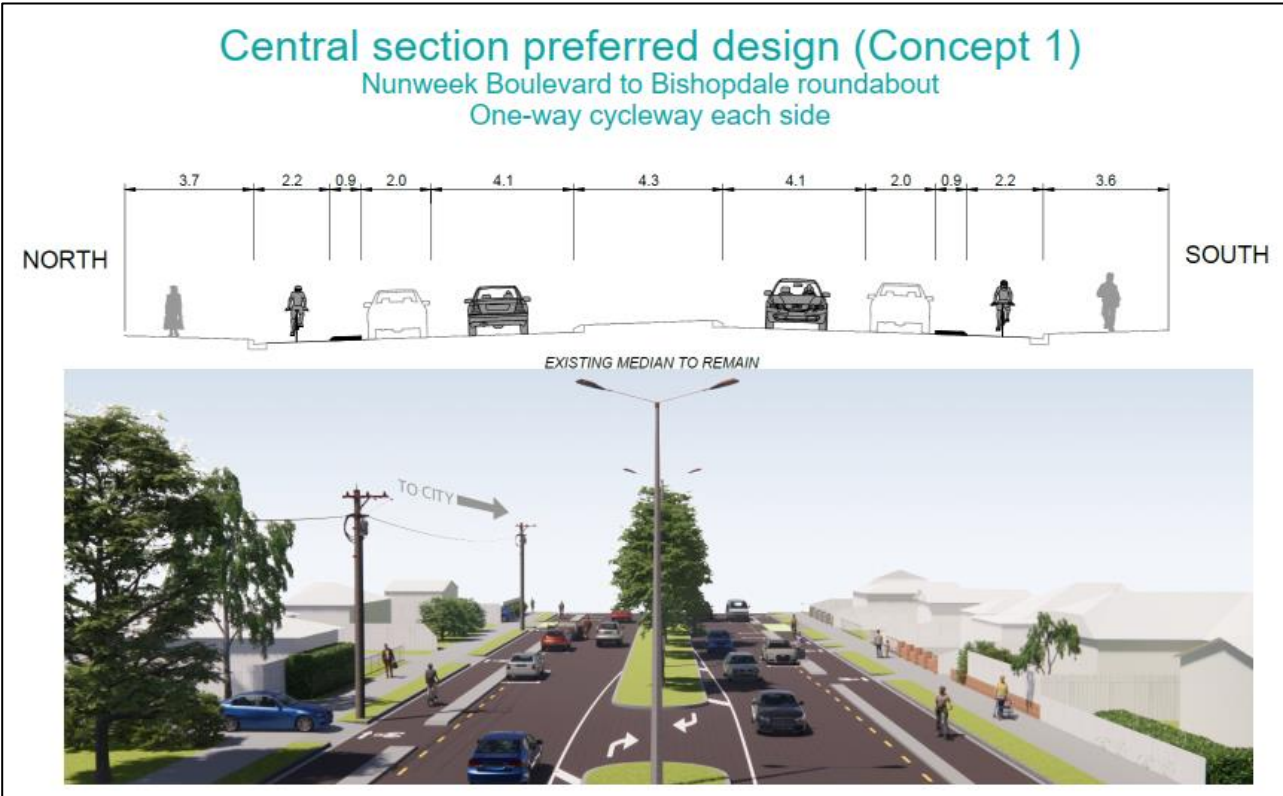 Central section preferred design (Concept 1)
Nunweek Boulevard to Bishopdale roundabout
One-way cycleway each side
3.7 2.2 0.9 2.0 4.1 4.3 4.1 2.0 0.9 2.2 3.6
NORTH
SOUTH
EXISTING MEDIAN TO REMAIN
TO CITY